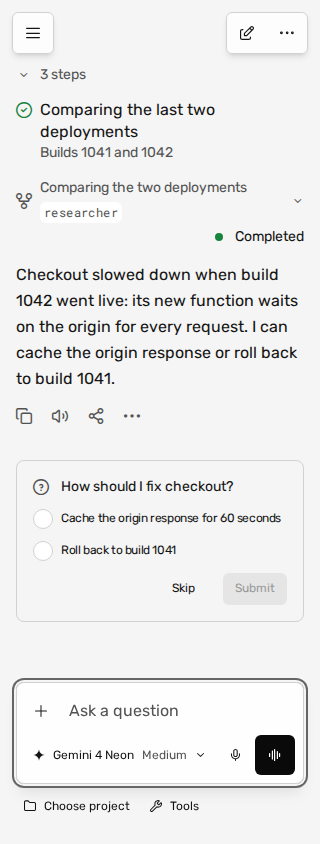 3 steps
Comparing the last two
deployments
Builds 1041 and 1042
Comparing the two deployments
researcher
Completed
Checkout slowed down when build
1042 went live: its new function waits
on the origin for every request. I can
cache the origin response or roll back
to build 1041.
How should I fix checkout?
Cache the origin response for 60 seconds
Roll back to build 1041
Skip
Submit
Ask a question
Gemini 4 Neon Medium
Choose project
Tools